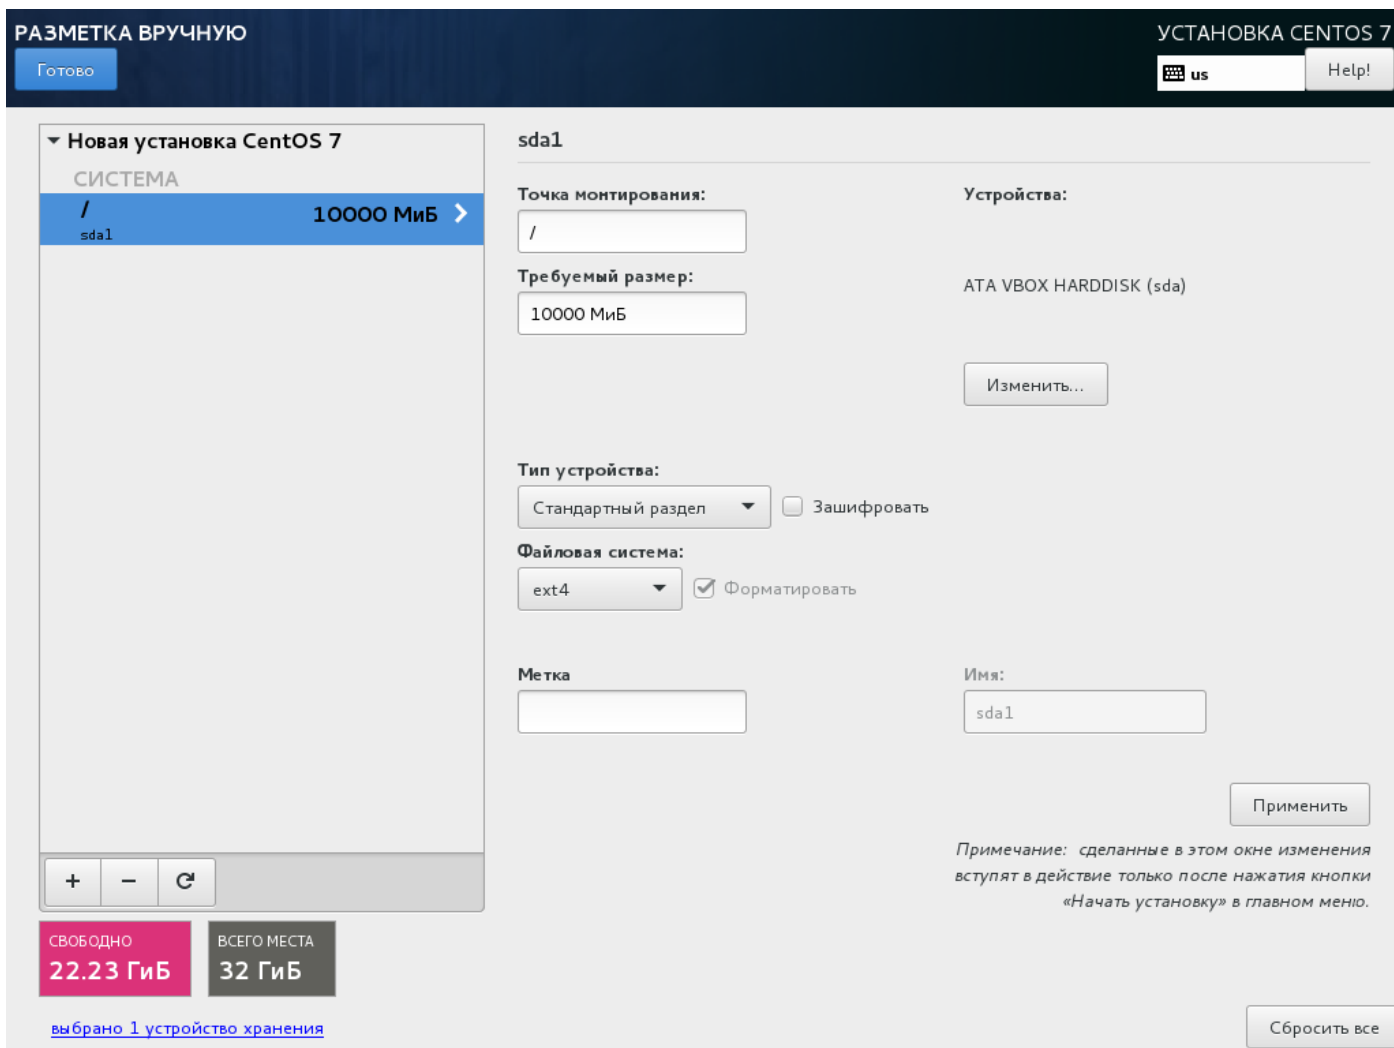 РАЗМЕТКА ВРУЧНУЮ
УСТАНОВКА CENTOS 7
Готово
us
Help!
Новая установка CentOS 7
СИСТЕМА
/
10000 МиБ
sda1
sda1
Точка монтирования:
/
Требуемый размер:
10000 МиБ
Устройства:
ATA VBOX HARDDISK (sda)
Изменить...
Тип устройства:
Стандартный раздел
Зашифровать
Файловая система:
ext4
Форматировать
Метка
Имя:
sda1
Применить
Примечание: сделанные в этом окне изменения
вступят в действие только после нажатия кнопки
«Начать установку» в главном меню.
+ −
СВОБОДНО
22.23 ГиБ
ВСЕГО МЕСТА
32 ГиБ
выбрано 1 устройство хранения
Сбросить все